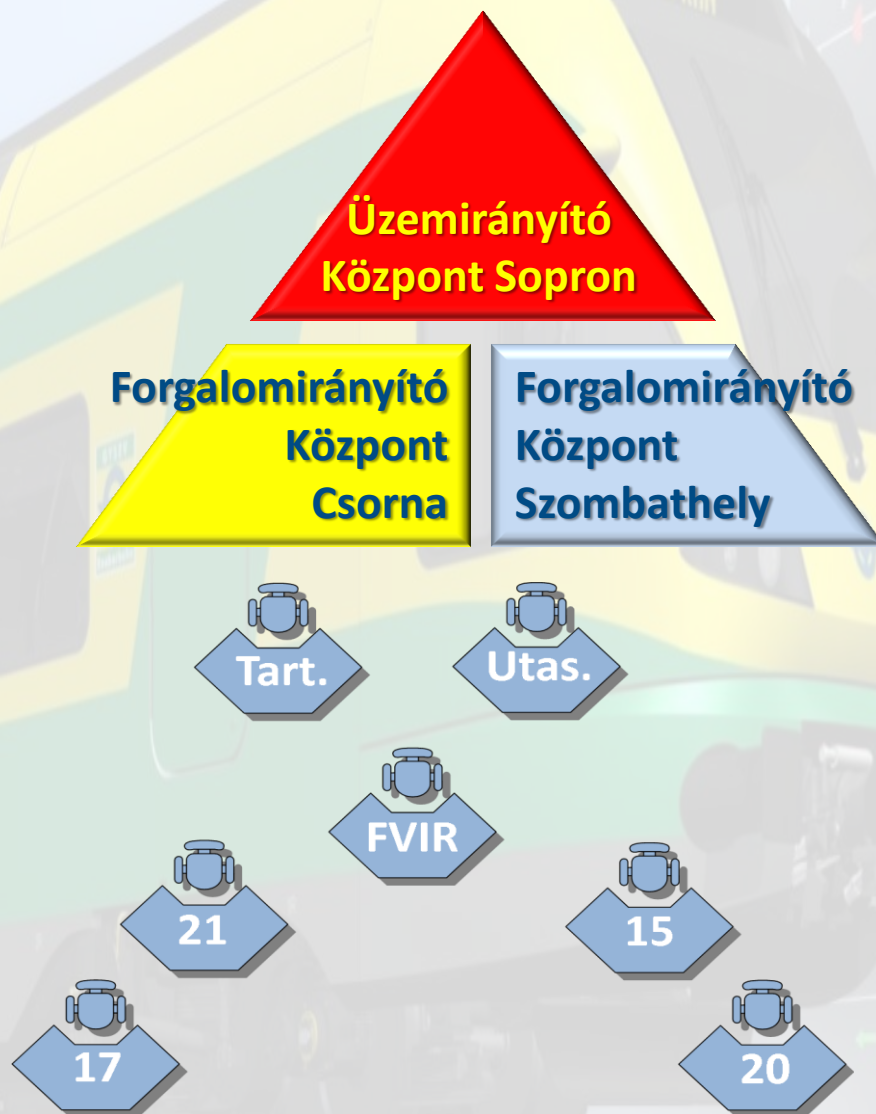 Üzemirányító
Központ Sopron
Forgalomirányító
Központ
Csorna
Forgalomirányító
Központ
Szombathely
Tart.
Utas.
FVIR
21
15
17
20